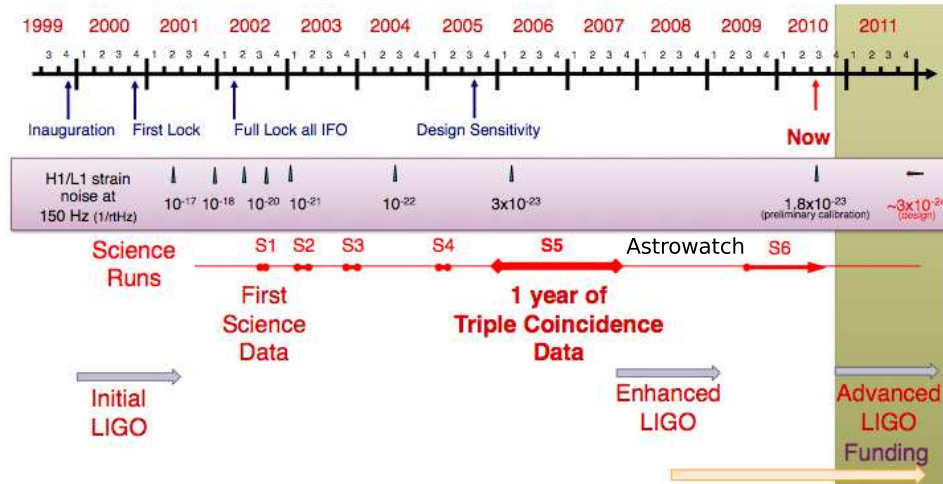 1999 2000 2001 2002 2003 2004 2005 2006 2007 2008 2009 2010 2011
3 4 1 2 3 4 1 2 3 4 1 2 3 4 1 2 3 4 1 2 3 4 1 2 3 4 1 2 3 4 1 2 3 4 1 2 3 4 1 2 3 4 1 2 3 4 1 2 3 4
Inauguration First Lock Full Lock all IFO Design Sensitivity Now
H1/L1 strain
noise at
150 Hz (1/rtHz)
10-17 10-18 10-20 10-21 10-22 3x10-23 1.8x10-23 ~3x10-24
(preliminary calibration) (design)
Science
Runs
S1 S2 S3 S4 S5 Astrowatch S6
First
Science
Data
1 year of
Triple Coincidence
Data
Initial
LIGO
Enhanced
LIGO
Advanced
LIGO
Funding